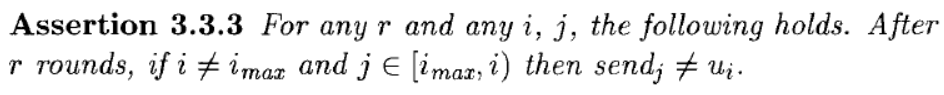 Assertion 3.3.3 For any r and any i, j, the following holds. After
r rounds, if i ≠ i_max and j ∈ [i_max, i) then send_j ≠ u_i.